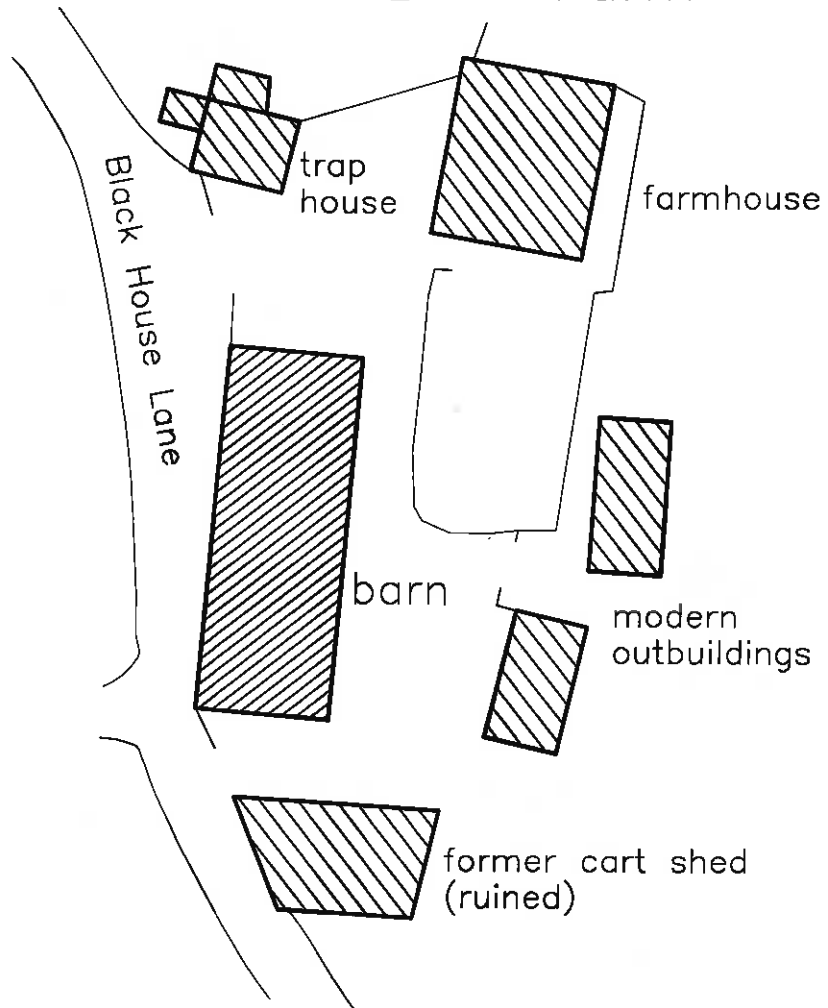 trap
house
farmhouse
Black House Lane
barn
modern
outbuildings
former cart shed
(ruined)